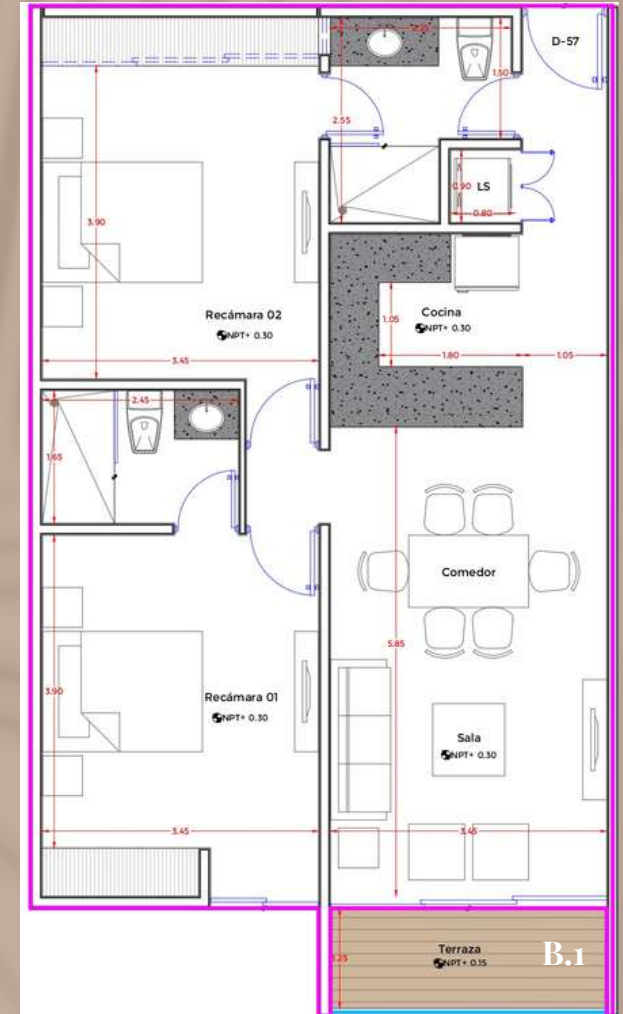 D-57
1.50
2.55
0.90
LS
0.80
3.90
Recámara 02
NPT+ 0.30
Cocina
NPT+ 0.30
1.05
1.80
1.05
3.45
2.45
1.65
Comedor
5.85
3.90
Recámara 01
NPT+ 0.30
Sala
NPT+ 0.30
3.45
3.45
Terraza
NPT+ 0.15
B.1
1.25